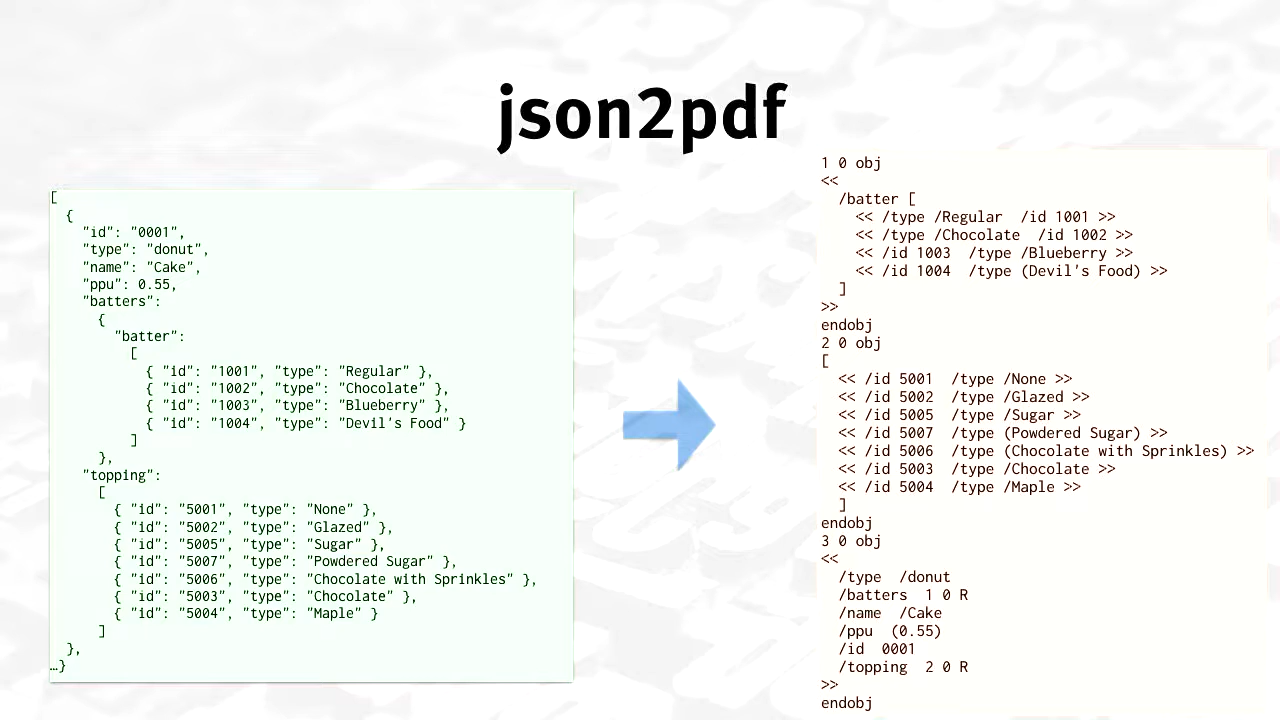 json2pdf
[
  {
    "id": "0001",
    "type": "donut",
    "name": "Cake",
    "ppu": 0.55,
    "batters":
      {
        "batter":
          [
            { "id": "1001", "type": "Regular" },
            { "id": "1002", "type": "Chocolate" },
            { "id": "1003", "type": "Blueberry" },
            { "id": "1004", "type": "Devil's Food" }
          ]
      },
    "topping":
      [
        { "id": "5001", "type": "None" },
        { "id": "5002", "type": "Glazed" },
        { "id": "5005", "type": "Sugar" },
        { "id": "5007", "type": "Powdered Sugar" },
        { "id": "5006", "type": "Chocolate with Sprinkles" },
        { "id": "5003", "type": "Chocolate" },
        { "id": "5004", "type": "Maple" }
      ]
  },
…}
1 0 obj
<<
  /batter [
    << /type /Regular  /id 1001 >>
    << /type /Chocolate  /id 1002 >>
    << /id 1003  /type /Blueberry >>
    << /id 1004  /type (Devil's Food) >>
  ]
>>
endobj
2 0 obj
[
  << /id 5001  /type /None >>
  << /id 5002  /type /Glazed >>
  << /id 5005  /type /Sugar >>
  << /id 5007  /type (Powdered Sugar) >>
  << /id 5006  /type (Chocolate with Sprinkles) >>
  << /id 5003  /type /Chocolate >>
  << /id 5004  /type /Maple >>
  ]
endobj
3 0 obj
<<
  /type  /donut
  /batters  1 0 R
  /name  /Cake
  /ppu  (0.55)
  /id  0001
  /topping  2 0 R
>>
endobj